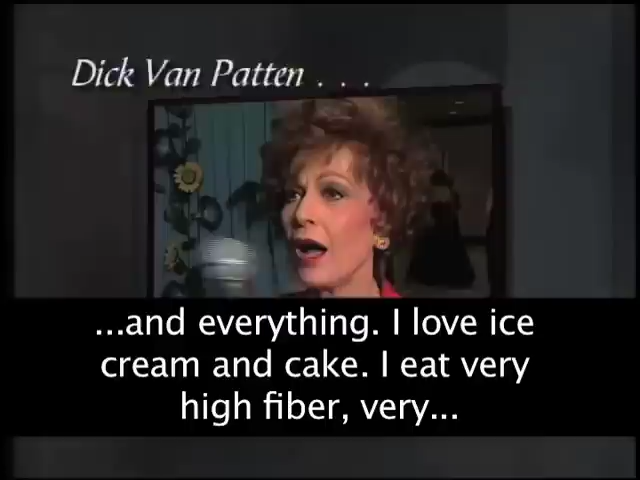 Dick Van Patten . . .
...and everything. I love ice
cream and cake. I eat very
high fiber, very...